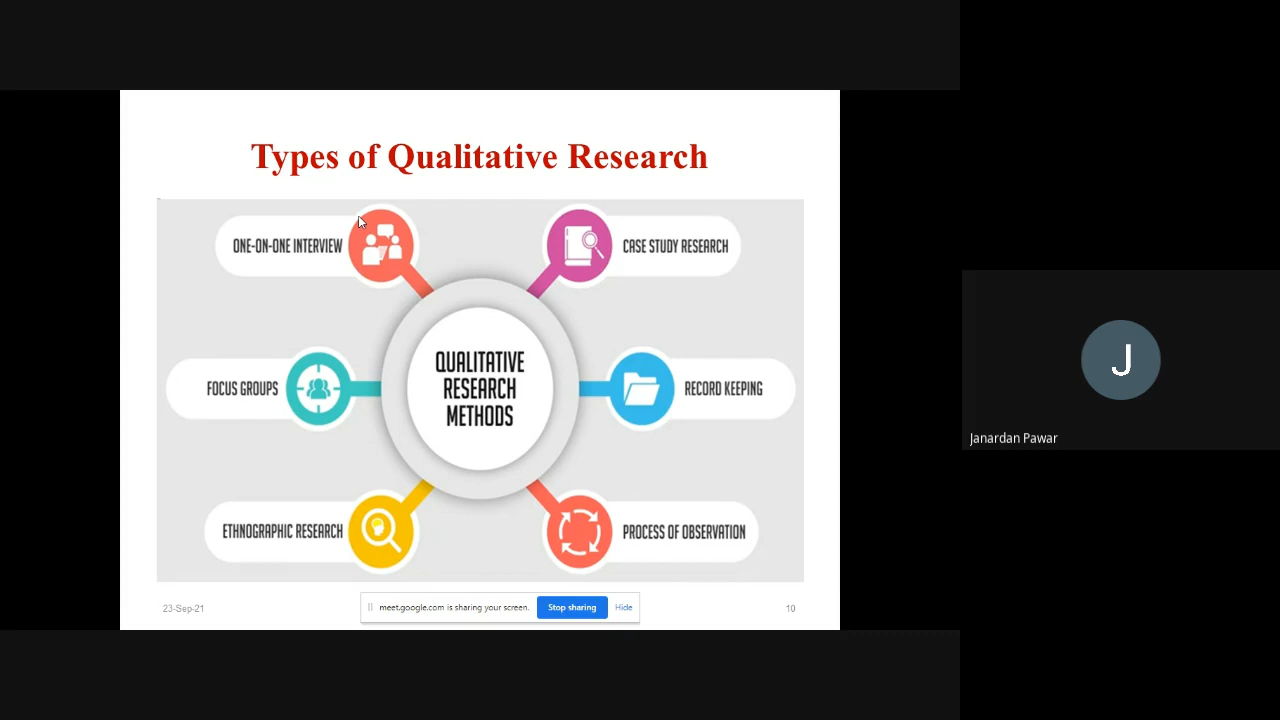 Types of Qualitative Research
ONE-ON-ONE INTERVIEW
CASE STUDY RESEARCH
FOCUS GROUPS
QUALITATIVE
RESEARCH
METHODS
RECORD KEEPING
ETHNOGRAPHIC RESEARCH
PROCESS OF OBSERVATION
23-Sep-21
meet.google.com is sharing your screen.
Stop sharing
Hide
10
J
Janardan Pawar